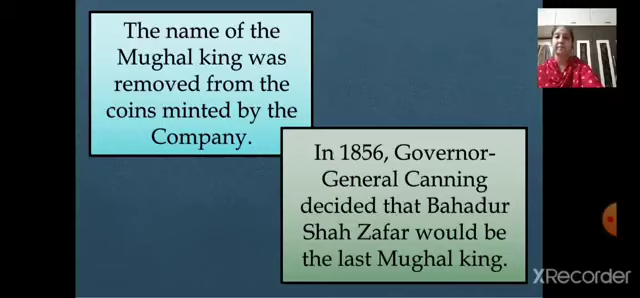 The name of the
Mughal king was
removed from the
coins minted by the
Company.
In 1856, Governor-
General Canning
decided that Bahadur
Shah Zafar would be
the last Mughal king.
XRecorder